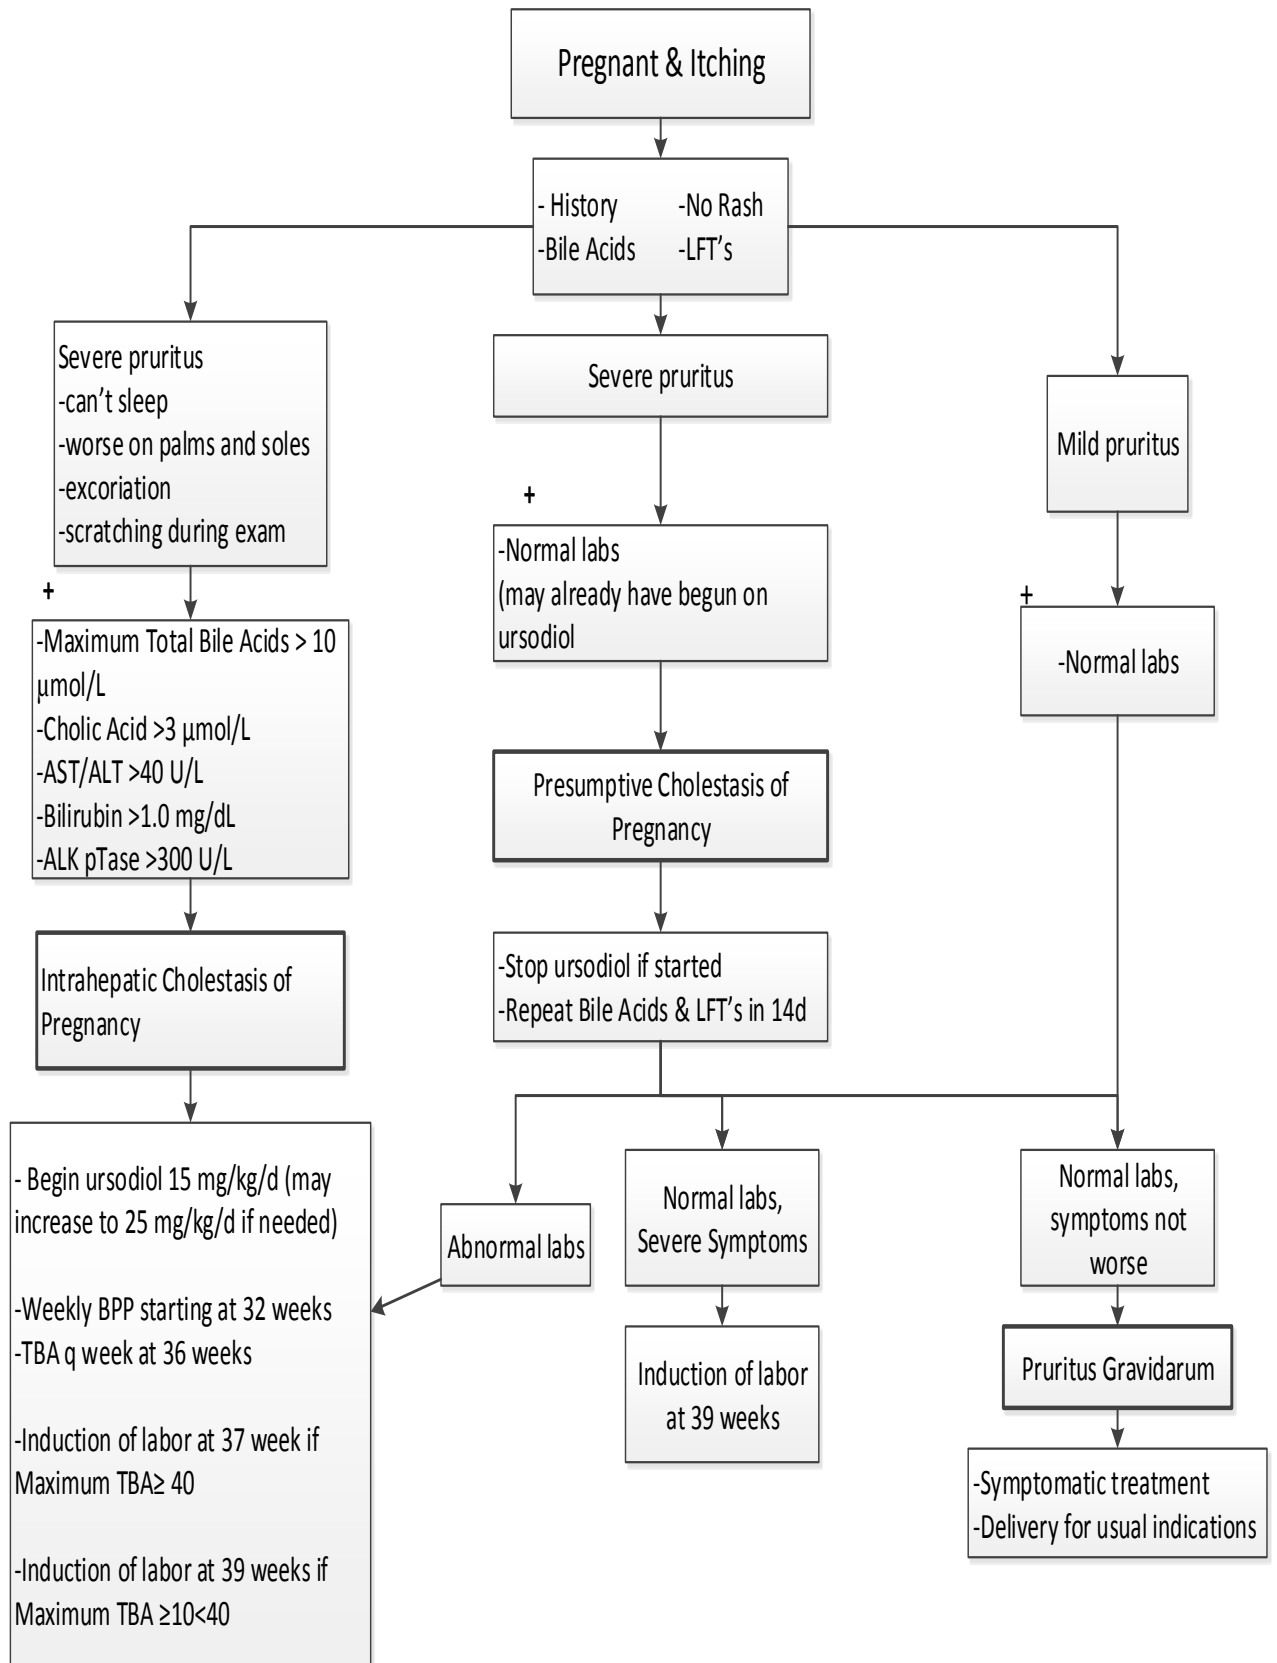 Pregnant & Itching
- History -No Rash
-Bile Acids -LFT's
Severe pruritus
-can't sleep
-worse on palms and soles
-excoriation
-scratching during exam
+
-Maximum Total Bile Acids > 10
μmol/L
-Cholic Acid >3 μmol/L
-AST/ALT >40 U/L
-Bilirubin >1.0 mg/dL
-ALK pTase >300 U/L
Intrahepatic Cholestasis of
Pregnancy
- Begin ursodiol 15 mg/kg/d (may
increase to 25 mg/kg/d if needed)
-Weekly BPP starting at 32 weeks
-TBA q week at 36 weeks
-Induction of labor at 37 week if
Maximum TBA≥ 40
-Induction of labor at 39 weeks if
Maximum TBA ≥10<40
Severe pruritus
+
-Normal labs
(may already have begun on
ursodiol
Presumptive Cholestasis of
Pregnancy
-Stop ursodiol if started
-Repeat Bile Acids & LFT's in 14d
Abnormal labs
Normal labs,
Severe Symptoms
Induction of labor
at 39 weeks
Mild pruritus
+
-Normal labs
Normal labs,
symptoms not
worse
Pruritus Gravidarum
-Symptomatic treatment
-Delivery for usual indications